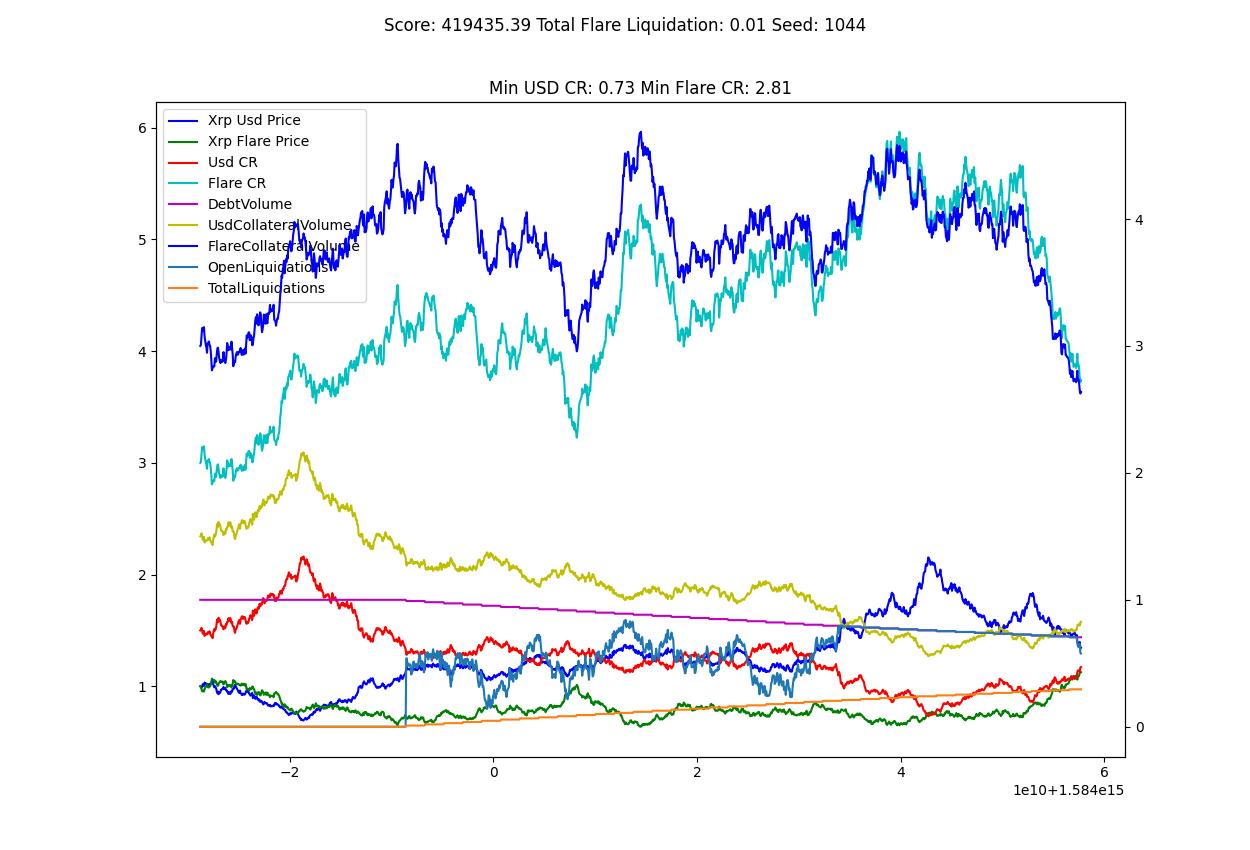 Score: 419435.39 Total Flare Liquidation: 0.01 Seed: 1044
Min USD CR: 0.73 Min Flare CR: 2.81
Xrp Usd Price
Xrp Flare Price
Usd CR
Flare CR
DebtVolume
UsdCollateralVolume
FlareCollateralVolume
OpenLiquidations
TotalLiquidations
6
5
4
3
2
1
4
3
2
1
0
−2
0
2
4
6
1e10+1.584e15